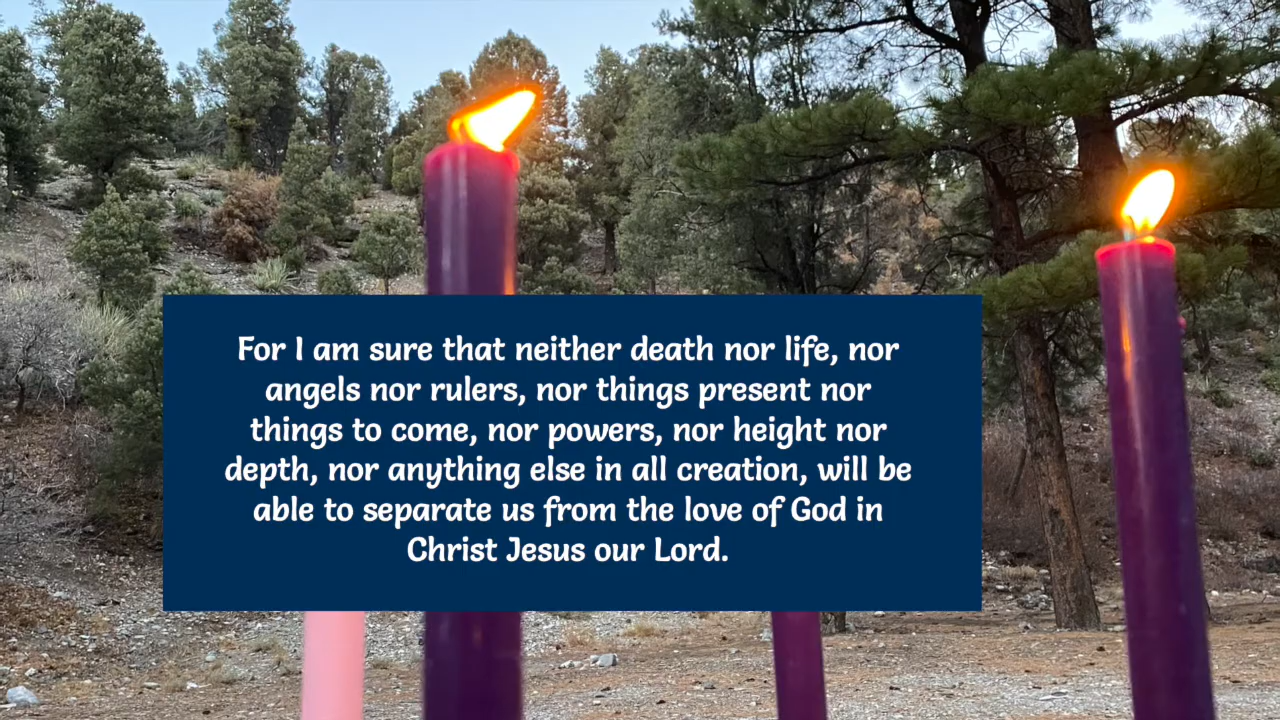 For I am sure that neither death nor life, nor
angels nor rulers, nor things present nor
things to come, nor powers, nor height nor
depth, nor anything else in all creation, will be
able to separate us from the love of God in
Christ Jesus our Lord.